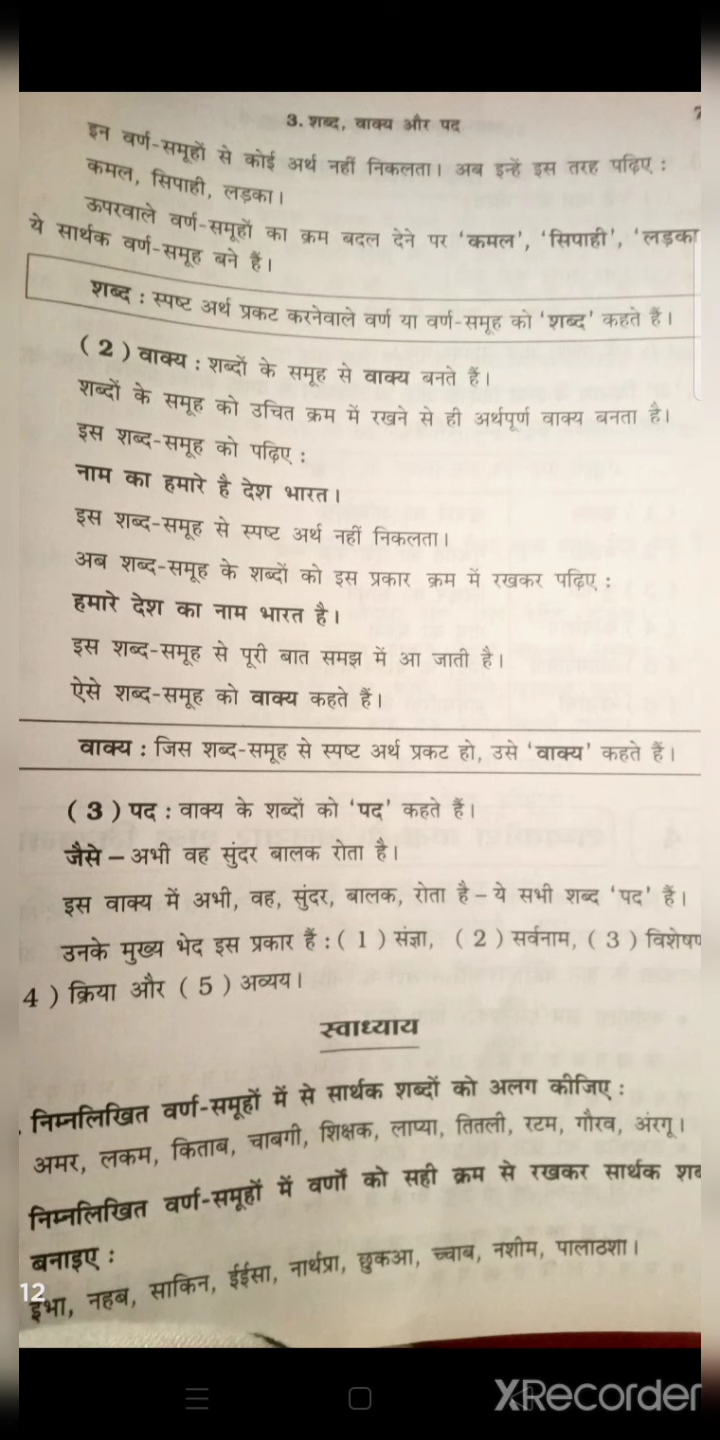 3. शब्द, वाक्य और पद
इन वर्ण-समूहों से कोई अर्थ नहीं निकलता। अब इन्हें इस तरह पढ़िए :
कमल, सिपाही, लड़का।
ऊपरवाले वर्ण-समूहों का क्रम बदल देने पर 'कमल', 'सिपाही', 'लड़का
ये सार्थक वर्ण-समूह बने हैं।
शब्द : स्पष्ट अर्थ प्रकट करनेवाले वर्ण या वर्ण-समूह को 'शब्द' कहते हैं।
( 2 ) वाक्य : शब्दों के समूह से वाक्य बनते हैं।
शब्दों के समूह को उचित क्रम में रखने से ही अर्थपूर्ण वाक्य बनता है।
इस शब्द-समूह को पढ़िए :
नाम का हमारे है देश भारत।
इस शब्द-समूह से स्पष्ट अर्थ नहीं निकलता।
अब शब्द-समूह के शब्दों को इस प्रकार क्रम में रखकर पढ़िए :
हमारे देश का नाम भारत है।
इस शब्द-समूह से पूरी बात समझ में आ जाती है।
ऐसे शब्द-समूह को वाक्य कहते हैं।
वाक्य : जिस शब्द-समूह से स्पष्ट अर्थ प्रकट हो, उसे 'वाक्य' कहते हैं।
( 3 ) पद : वाक्य के शब्दों को 'पद' कहते हैं।
जैसे – अभी वह सुंदर बालक रोता है।
इस वाक्य में अभी, वह, सुंदर, बालक, रोता है – ये सभी शब्द 'पद' हैं।
उनके मुख्य भेद इस प्रकार हैं : ( 1 ) संज्ञा, ( 2 ) सर्वनाम, ( 3 ) विशेषण
4 ) क्रिया और ( 5 ) अव्यय।
स्वाध्याय
. निम्नलिखित वर्ण-समूहों में से सार्थक शब्दों को अलग कीजिए :
अमर, लकम, किताब, चाबगी, शिक्षक, लाप्या, तितली, रटम, गौरव, अंरगू।
निम्नलिखित वर्ण-समूहों में वर्णों को सही क्रम से रखकर सार्थक शब
बनाइए :
इभा, नहब, साकिन, ईईसा, नार्थप्रा, छुकआ, च्चाब, नशीम, पालाठशा।
12
XRecorder